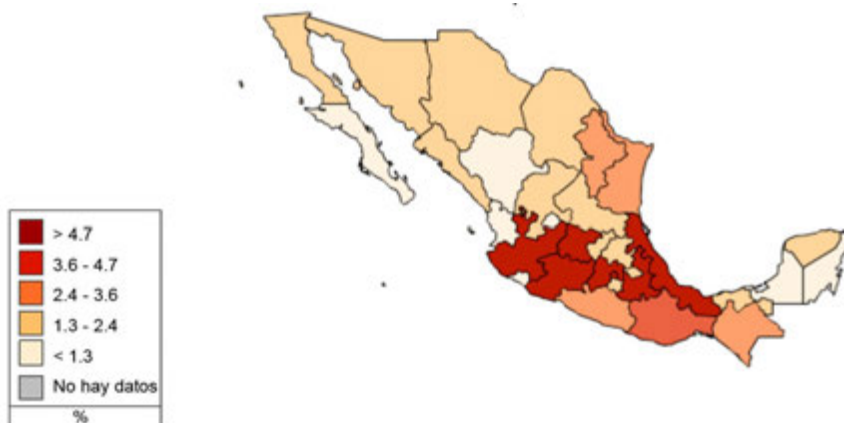 > 4.7
3.6 - 4.7
2.4 - 3.6
1.3 - 2.4
< 1.3
No hay datos
%